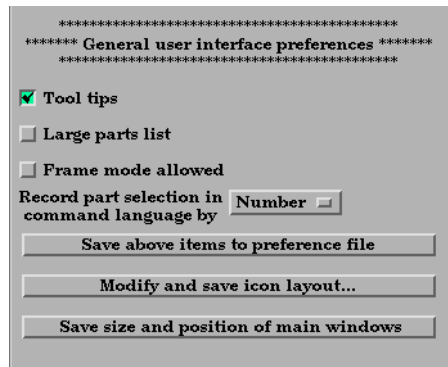 ******************************************
******* General user interface preferences *******
******************************************
Tool tips
Large parts list
Frame mode allowed
Record part selection in
command language by
Number
Save above items to preference file
Modify and save icon layout...
Save size and position of main windows